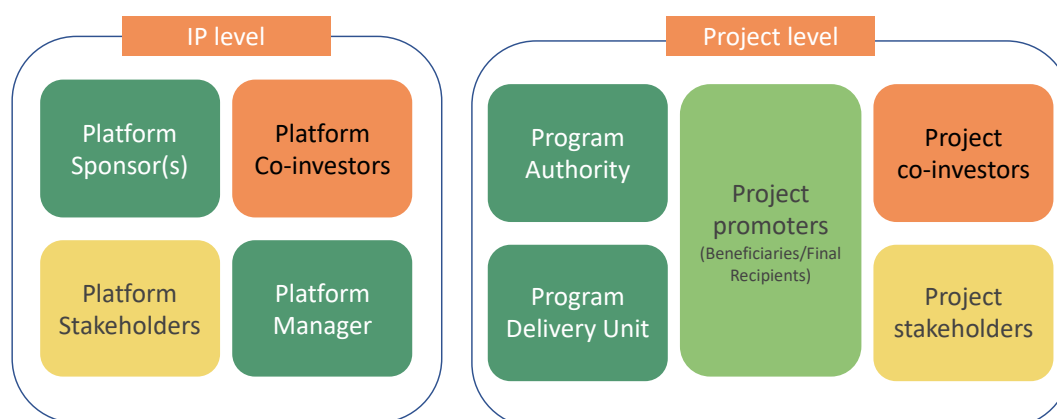 IP level
Platform
Sponsor(s)
Platform
Co-investors
Platform
Stakeholders
Platform
Manager
Project level
Program
Authority
Program
Delivery Unit
Project
promoters
(Beneficiaries/Final
Recipients)
Project
co-investors
Project
stakeholders